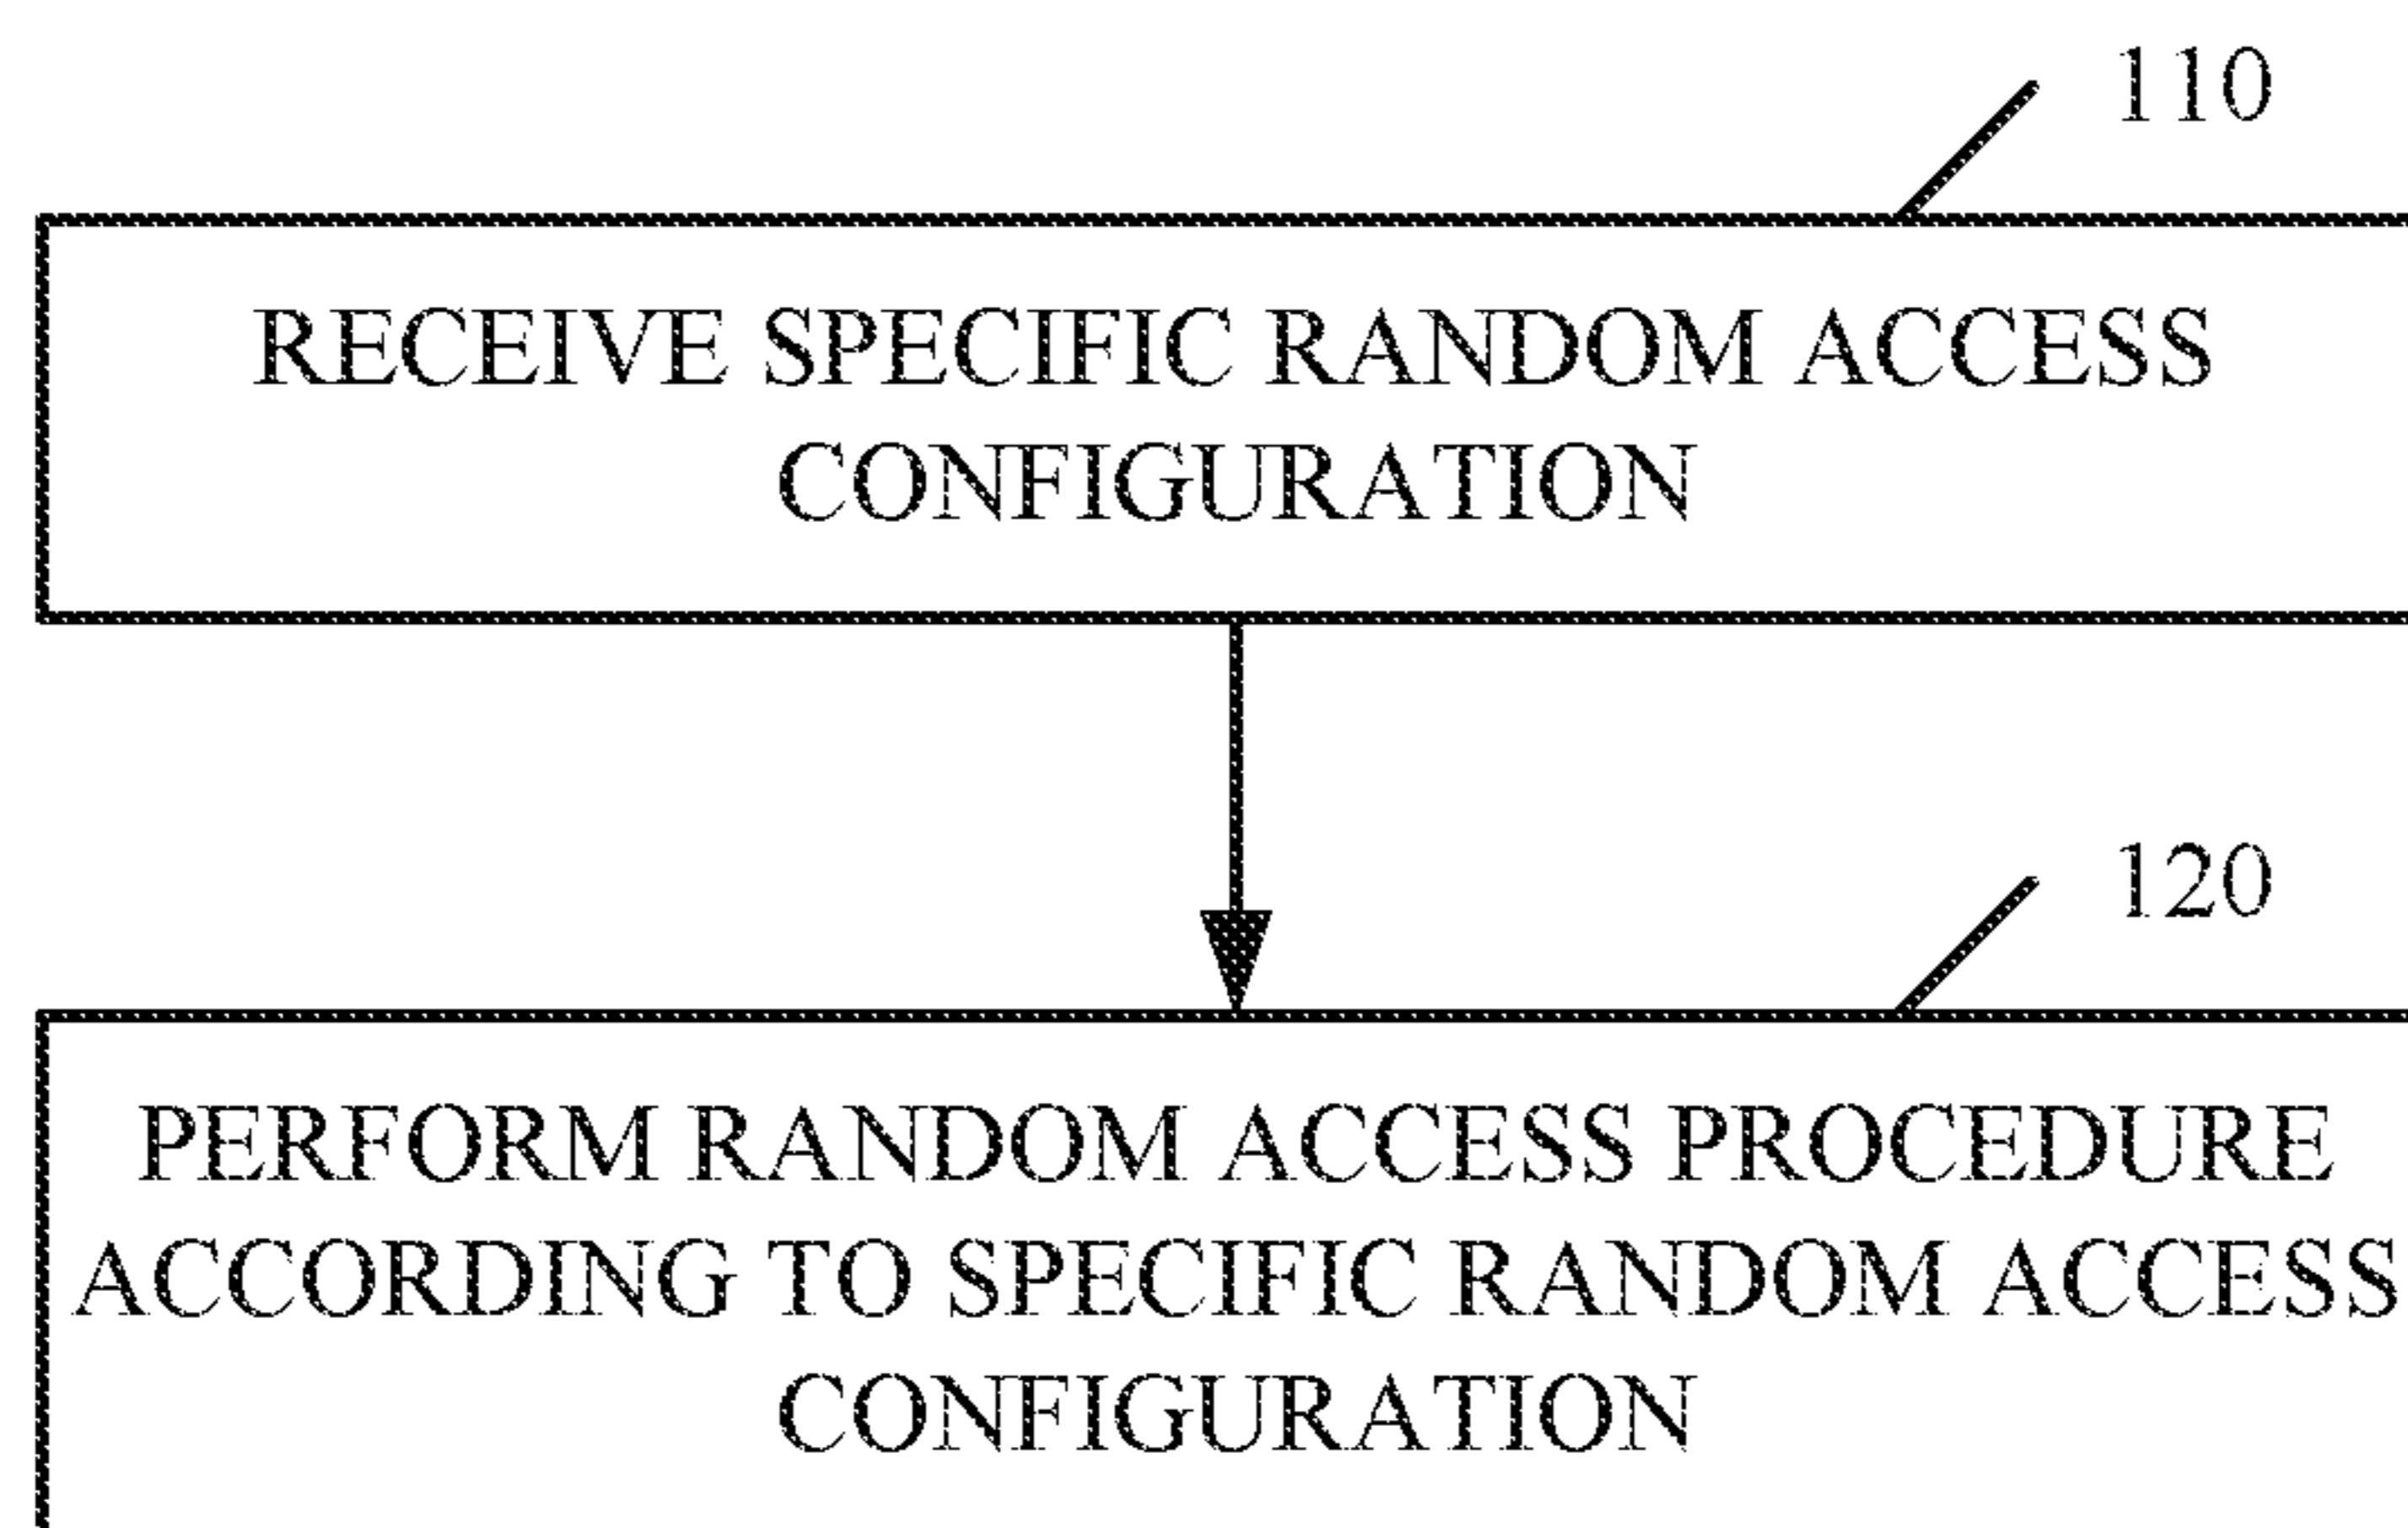 110
RECEIVE SPECIFIC RANDOM ACCESS
CONFIGURATION
120
PERFORM RANDOM ACCESS PROCEDURE
ACCORDING TO SPECIFIC RANDOM ACCESS
CONFIGURATION